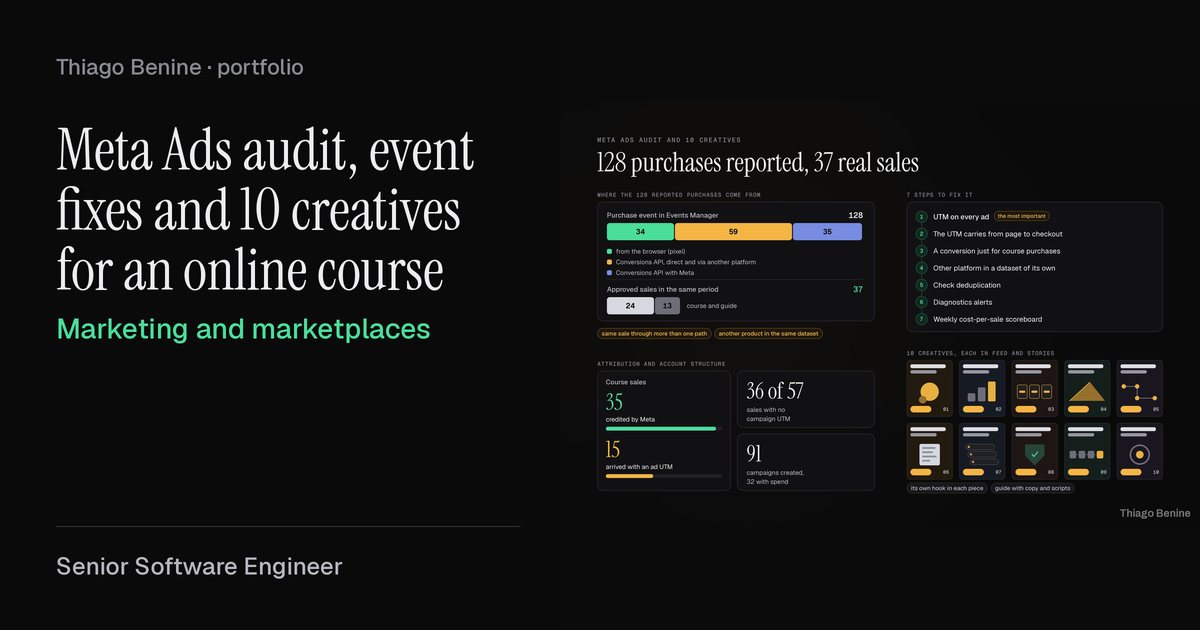 Thiago Benine · portfolio
Meta Ads audit, event
fixes and 10 creatives
for an online course
Marketing and marketplaces
Senior Software Engineer
META ADS AUDIT AND 10 CREATIVES
128 purchases reported, 37 real sales
WHERE THE 128 REPORTED PURCHASES COME FROM
Purchase event in Events Manager 128
34 59 35
from the browser (pixel)
Conversions API, direct and via another platform
Conversions API with Meta
Approved sales in the same period 37
24 13 course and guide
same sale through more than one path another product in the same dataset
ATTRIBUTION AND ACCOUNT STRUCTURE
Course sales
35
credited by Meta
15
arrived with an ad UTM
36 of 57
sales with no
campaign UTM
91
campaigns created,
32 with spend
7 STEPS TO FIX IT
1 UTM on every ad the most important
2 The UTM carries from page to checkout
3 A conversion just for course purchases
4 Other platform in a dataset of its own
5 Check deduplication
6 Diagnostics alerts
7 Weekly cost-per-sale scoreboard
10 CREATIVES, EACH IN FEED AND STORIES
01 02 03 04 05
06 07 08 09 10
its own hook in each piece guide with copy and scripts
Thiago Benine